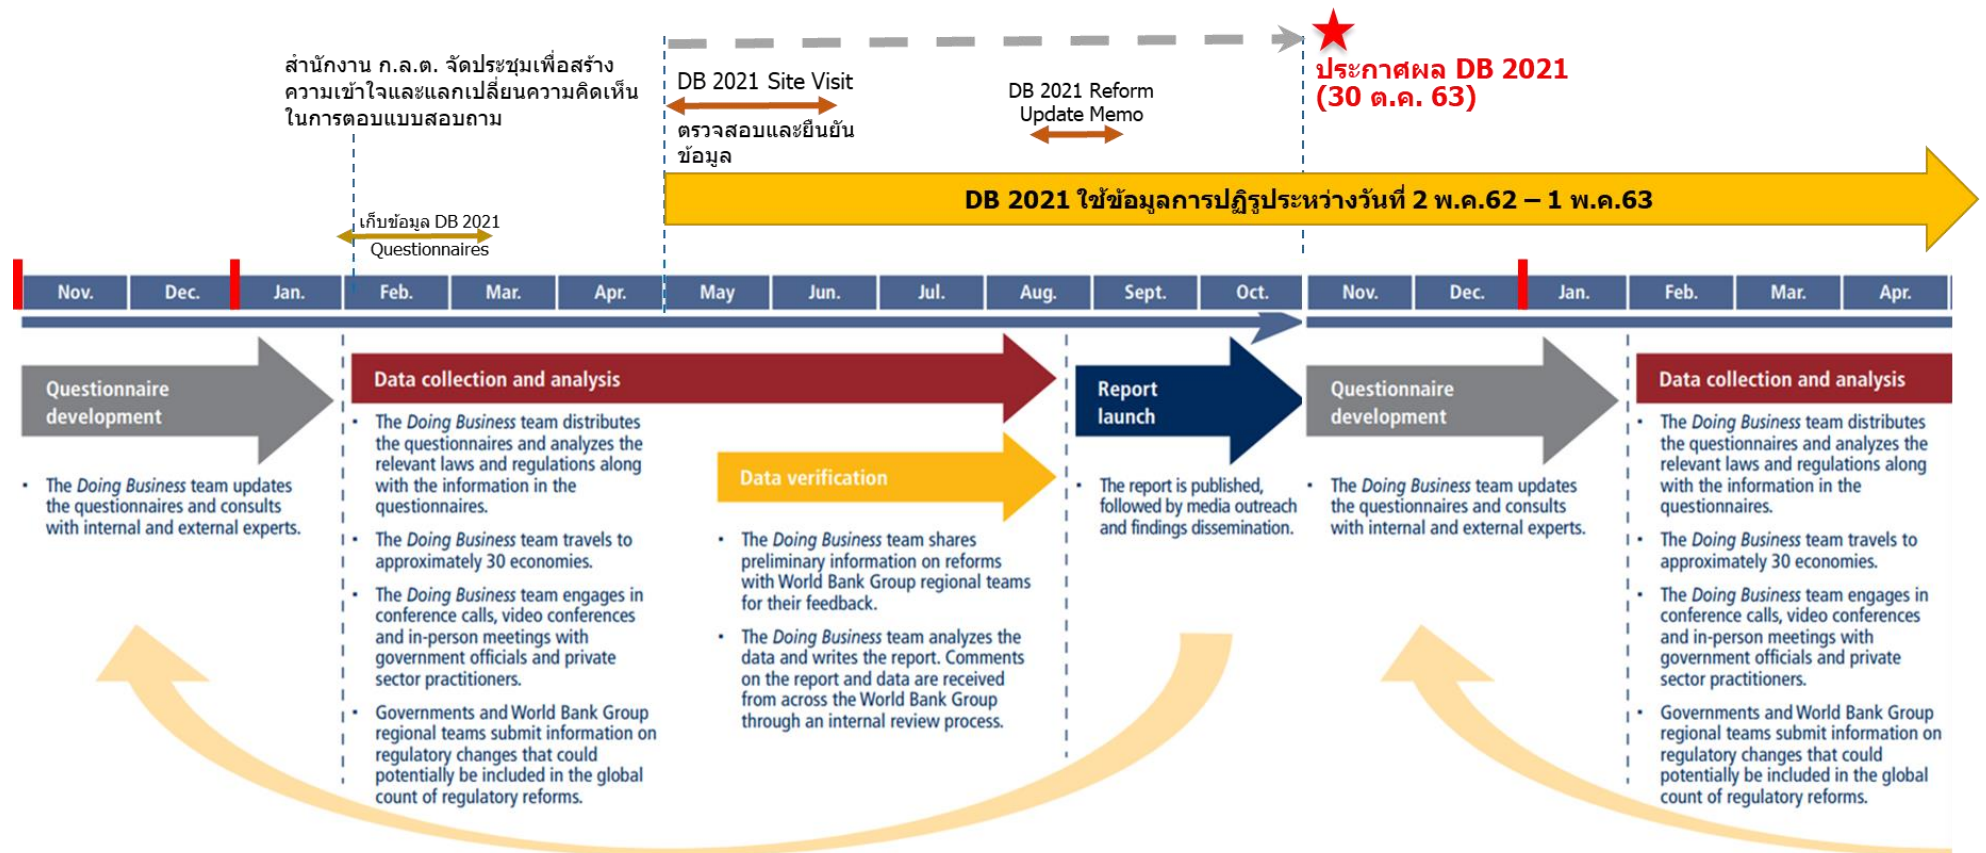 สำนักงาน ก.ล.ต. จัดประชุมเพื่อสร้าง
ความเข้าใจและแลกเปลี่ยนความคิดเห็น
ในการตอบแบบสอบถาม
DB 2021 Site Visit
ตรวจสอบและยืนยัน
ข้อมูล
DB 2021 Reform
Update Memo
ประกาศผล DB 2021
(30 ต.ค. 63)
DB 2021 ใช้ข้อมูลการปฏิรูประหว่างวันที่ 2 พ.ค.62 – 1 พ.ค.63
เก็บข้อมูล DB 2021
Questionnaires
Nov. Dec. Jan. Feb. Mar. Apr. May Jun. Jul. Aug. Sept. Oct. Nov. Dec. Jan. Feb. Mar. Apr.
Questionnaire
development
• The Doing Business team updates
the questionnaires and consults
with internal and external experts.
Data collection and analysis
• The Doing Business team distributes
the questionnaires and analyzes the
relevant laws and regulations along
with the information in the
questionnaires.
• The Doing Business team travels to
approximately 30 economies.
• The Doing Business team engages in
conference calls, video conferences
and in-person meetings with
government officials and private
sector practitioners.
• Governments and World Bank Group
regional teams submit information on
regulatory changes that could
potentially be included in the global
count of regulatory reforms.
Data verification
• The Doing Business team shares
preliminary information on reforms
with World Bank Group regional teams
for their feedback.
• The Doing Business team analyzes the
data and writes the report. Comments
on the report and data are received
from across the World Bank Group
through an internal review process.
Report
launch
• The report is published,
followed by media outreach
and findings dissemination.
Questionnaire
development
• The Doing Business team updates
the questionnaires and consults
with internal and external experts.
Data collection and analysis
• The Doing Business team distributes
the questionnaires and analyzes the
relevant laws and regulations along
with the information in the
questionnaires.
• The Doing Business team travels to
approximately 30 economies.
• The Doing Business team engages in
conference calls, video conferences
and in-person meetings with
government officials and private
sector practitioners.
• Governments and World Bank Group
regional teams submit information on
regulatory changes that could
potentially be included in the global
count of regulatory reforms.